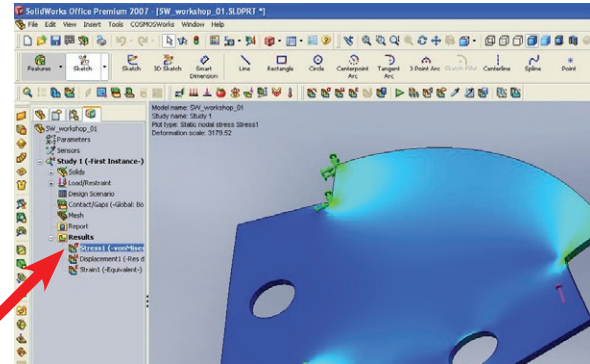 SolidWorks Office Premium 2007 - [SW_workshop_01.SLDPRT *]
File Edit View Insert Tools COSMOSWorks Window Help
Features Sketch Sketch 3D Sketch Smart Dimension Line Rectangle Circle Centerpoint Arc Tangent Arc 3 Point Arc Sketch Fillet Centerline Spline Point
Model name: SW_workshop_01
Study name: Study 1
Plot type: Static nodal stress Stress1
Deformation scale: 3179.52
SW_workshop_01
Parameters
Sensors
Study 1 (-First Instance-)
Solids
Load/Restraint
Design Scenario
Contact/Gaps (-Global: Bo
Mesh
Report
Results
Stress1 (-vonMises
Displacement1 (-Res d
Strain1 (-Equivalent-)